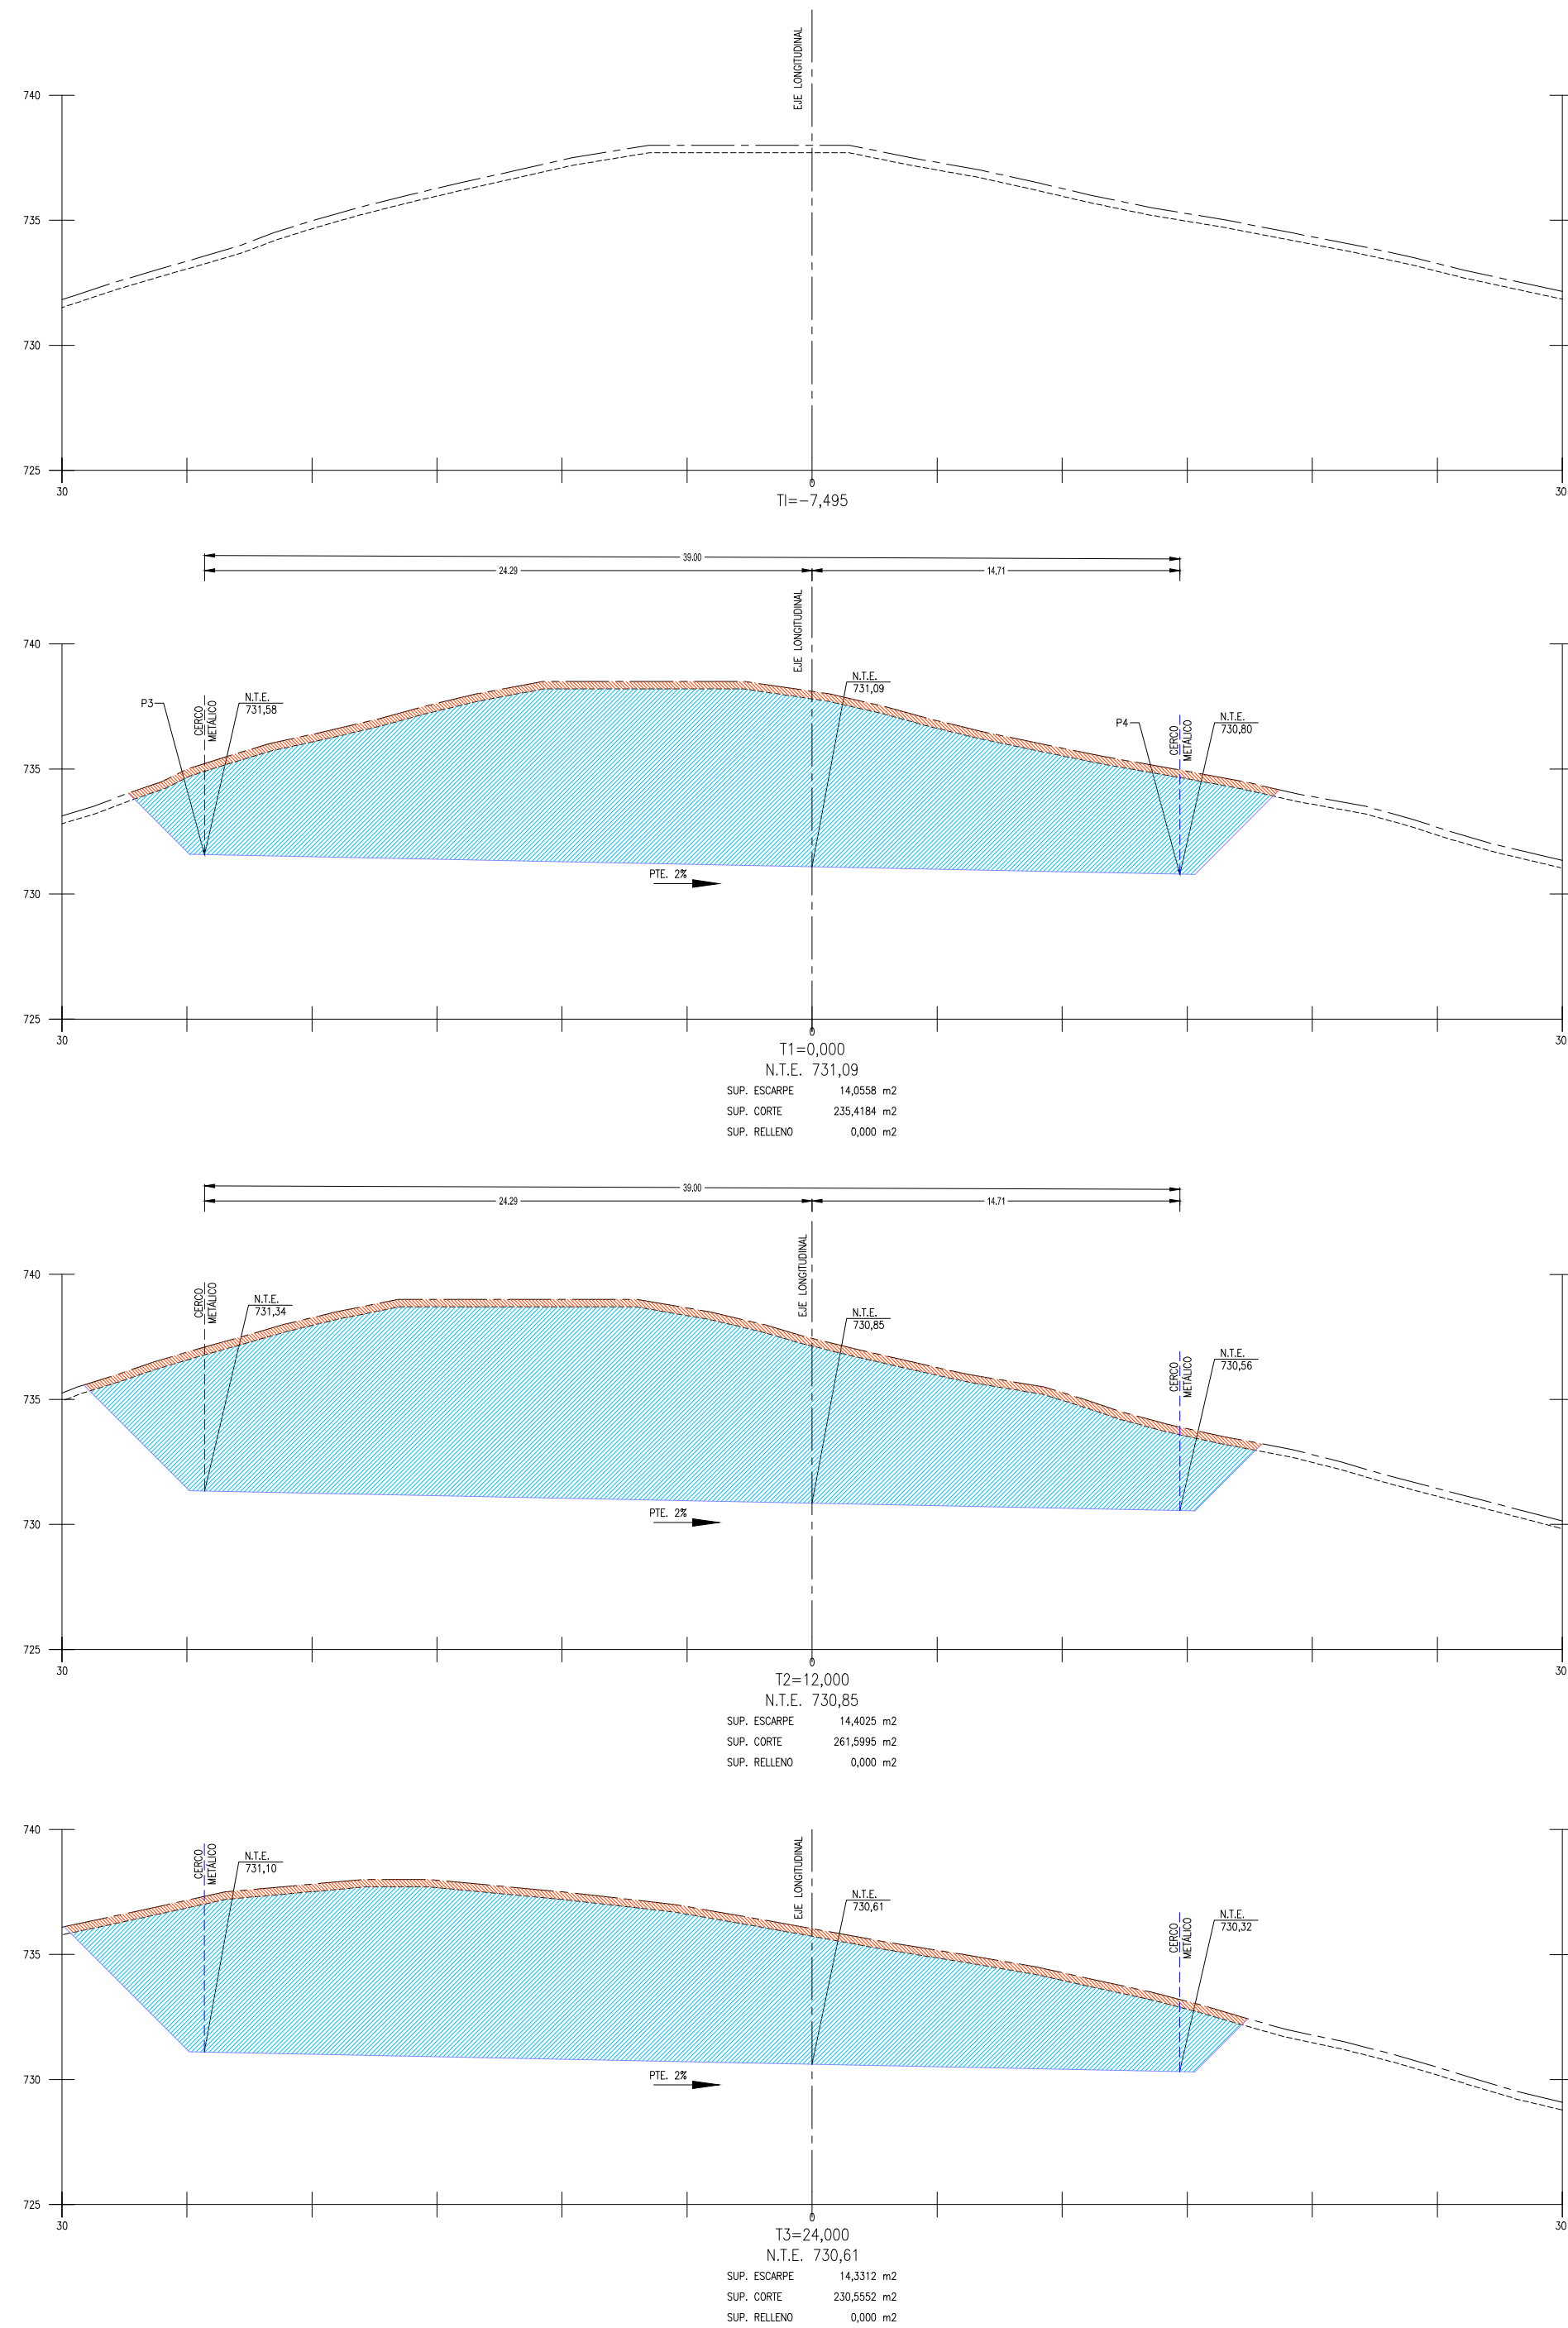 EJE LONGITUDINAL
740
735
730
725
30
0
30
TI=-7,495
39.00
24.29
14.71
EJE LONGITUDINAL
740
P3
CERCO
METÁLICO
N.T.E.
731,58
N.T.E.
731,09
P4
CERCO
METÁLICO
N.T.E.
730,80
735
730
PTE. 2%
725
30
0
30
T1=0,000
N.T.E. 731,09
SUP. ESCARPE 14,0558 m2
SUP. CORTE 235,4184 m2
SUP. RELLENO 0,000 m2
39.00
24.29
14.71
EJE LONGITUDINAL
740
CERCO
METÁLICO
N.T.E.
731,34
N.T.E.
730,85
CERCO
METÁLICO
N.T.E.
730,56
735
730
PTE. 2%
725
30
0
30
T2=12,000
N.T.E. 730,85
SUP. ESCARPE 14,4025 m2
SUP. CORTE 261,5995 m2
SUP. RELLENO 0,000 m2
740
EJE LONGITUDINAL
CERCO
METÁLICO
N.T.E.
731,10
N.T.E.
730,61
CERCO
METÁLICO
N.T.E.
730,32
735
730
PTE. 2%
725
30
0
30
T3=24,000
N.T.E. 730,61
SUP. ESCARPE 14,3312 m2
SUP. CORTE 230,5552 m2
SUP. RELLENO 0,000 m2